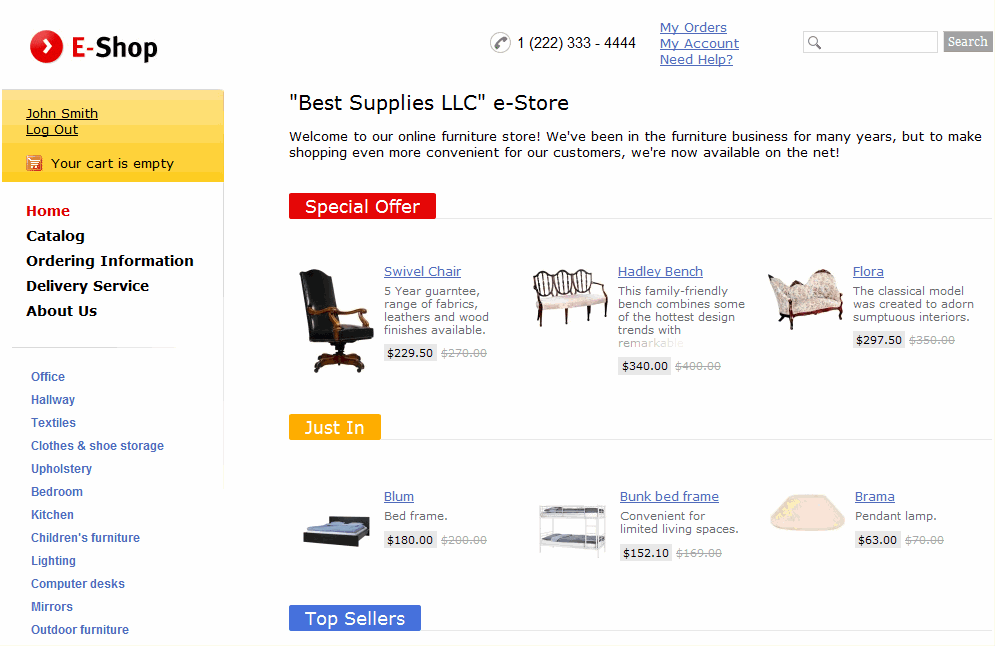 E-Shop
1 (222) 333 - 4444
My Orders
My Account
Need Help?
Search
John Smith
Log Out
Your cart is empty
Home
Catalog
Ordering Information
Delivery Service
About Us
Office
Hallway
Textiles
Clothes & shoe storage
Upholstery
Bedroom
Kitchen
Children's furniture
Lighting
Computer desks
Mirrors
Outdoor furniture
"Best Supplies LLC" e-Store
Welcome to our online furniture store! We've been in the furniture business for many years, but to make
shopping even more convenient for our customers, we're now available on the net!
Special Offer
Swivel Chair
5 Year guarntee,
range of fabrics,
leathers and wood
finishes available.
$229.50 $270.00
Hadley Bench
This family-friendly
bench combines some
of the hottest design
trends with
remarkable
$340.00 $400.00
Flora
The classical model
was created to adorn
sumptuous interiors.
$297.50 $350.00
Just In
Blum
Bed frame.
$180.00 $200.00
Bunk bed frame
Convenient for
limited living spaces.
$152.10 $169.00
Brama
Pendant lamp.
$63.00 $70.00
Top Sellers